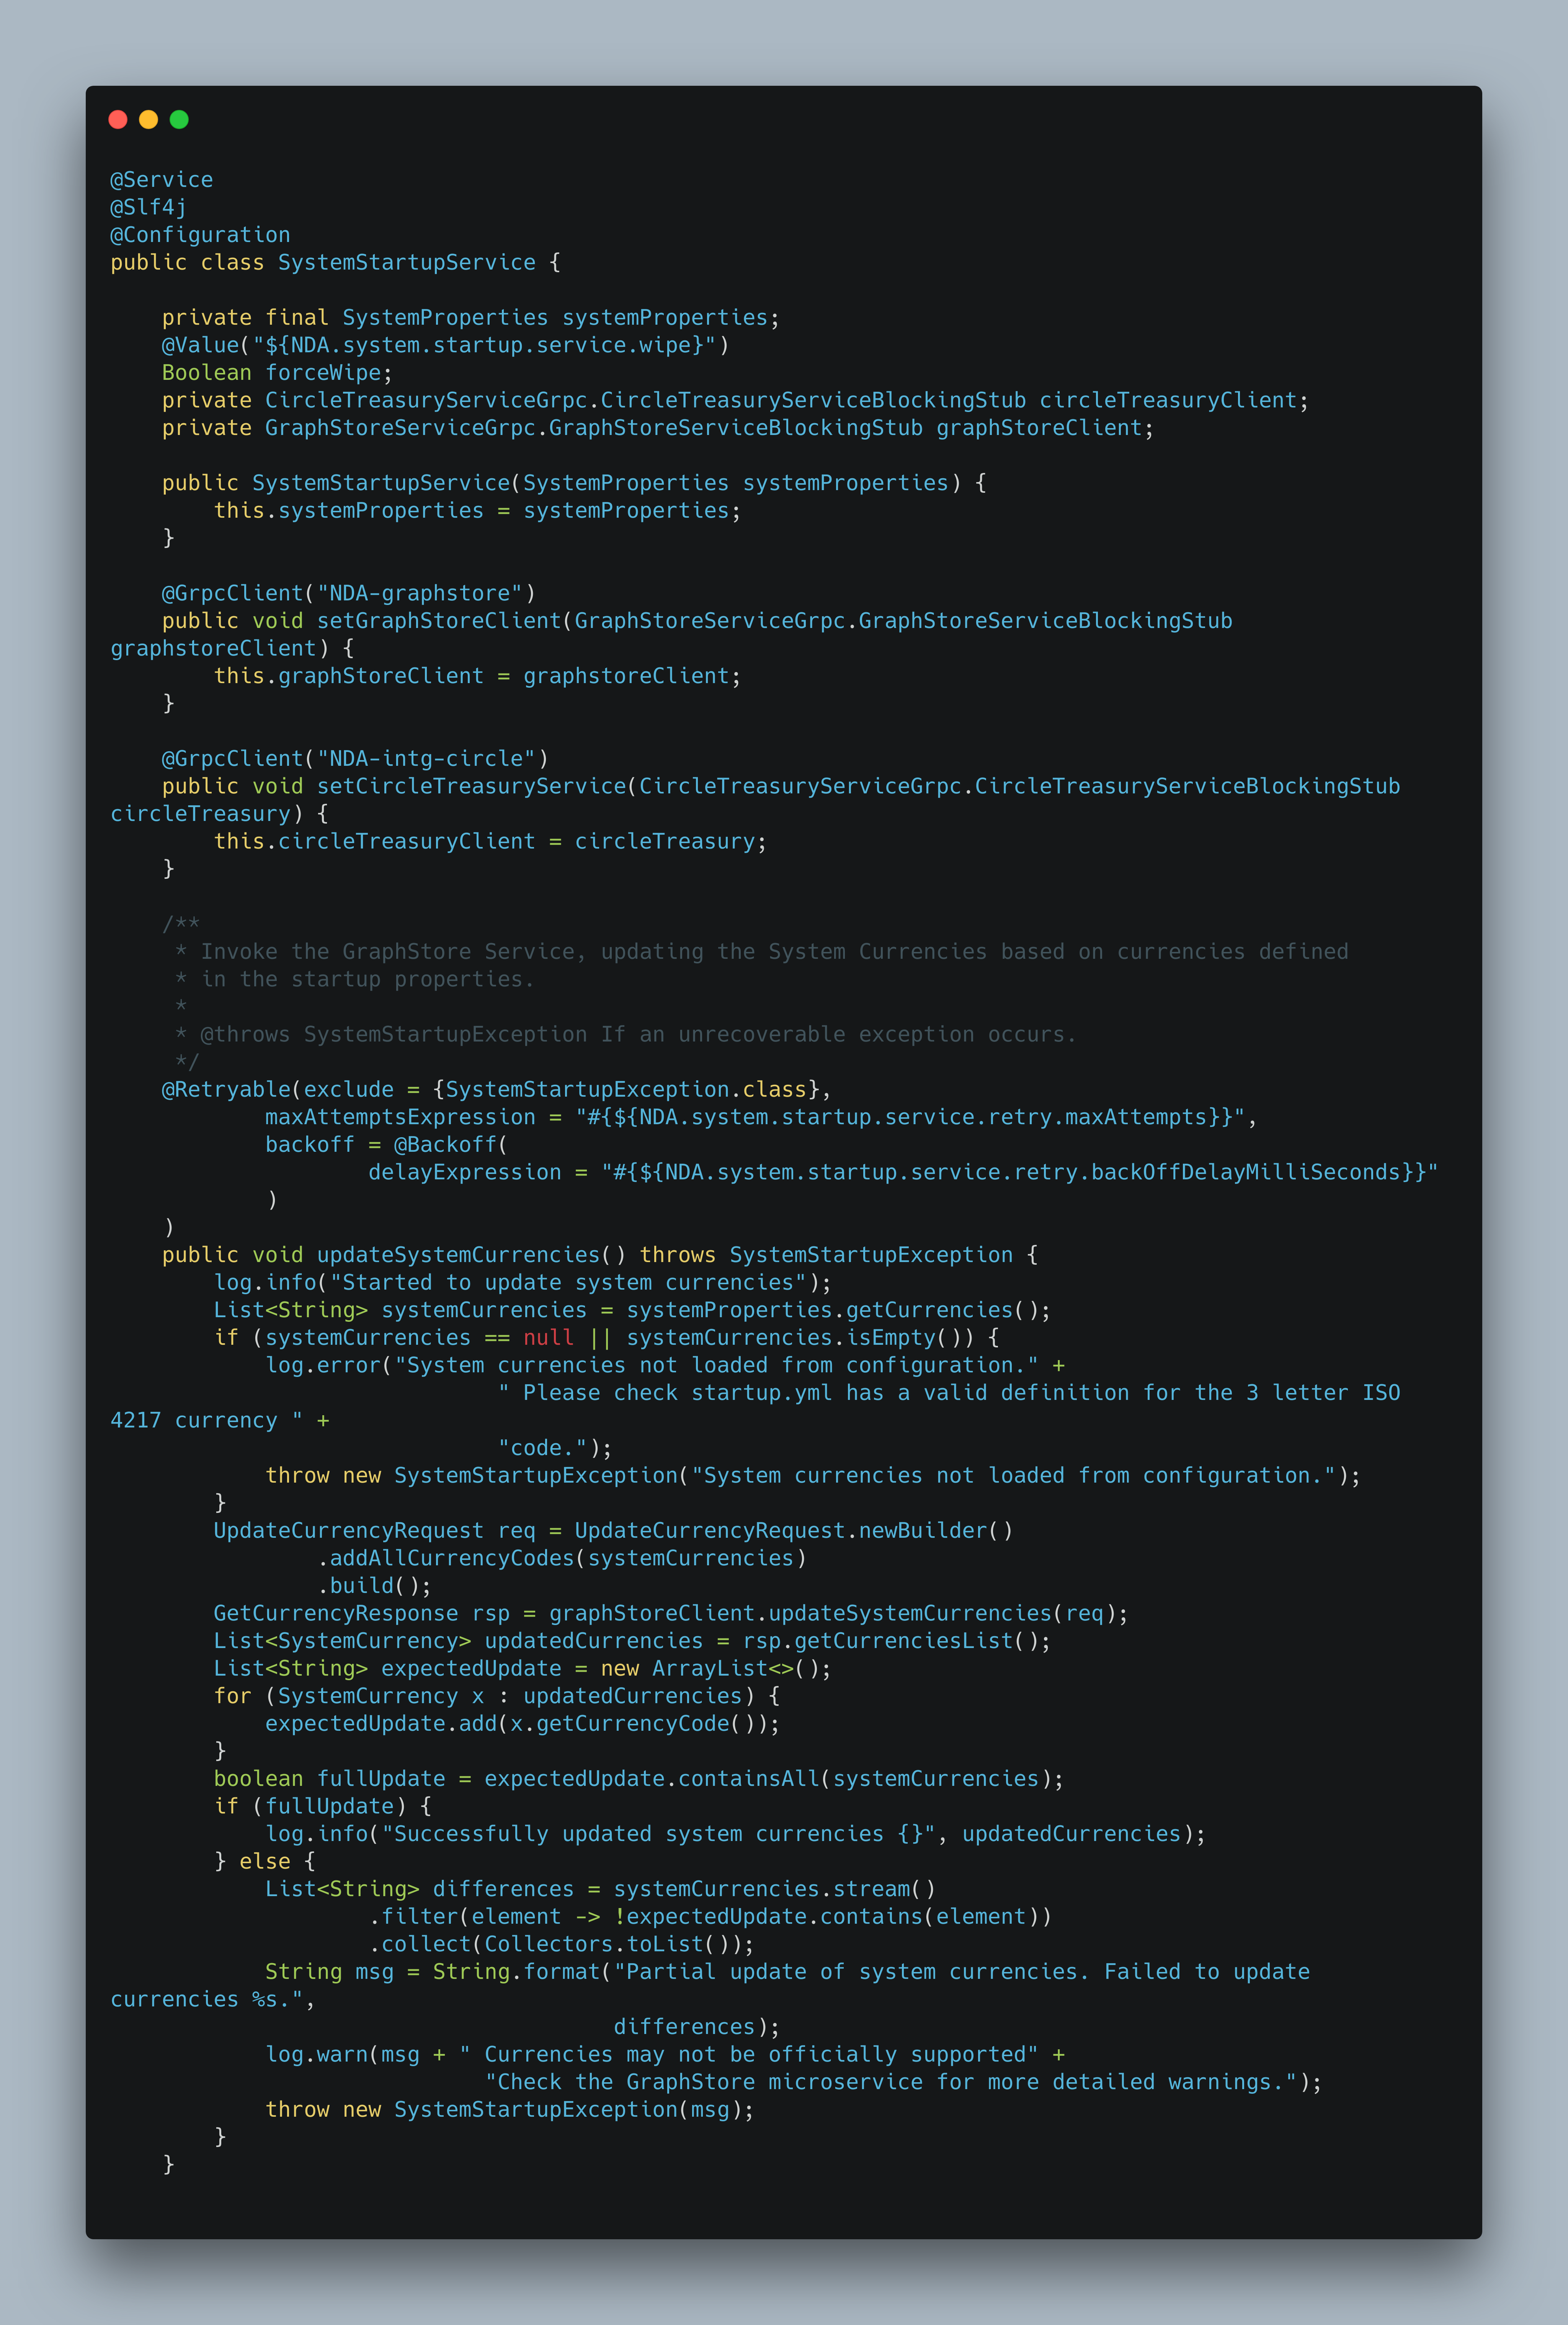 @Service
@Slf4j
@Configuration
public class SystemStartupService {

    private final SystemProperties systemProperties;
    @Value("${NDA.system.startup.service.wipe}")
    Boolean forceWipe;
    private CircleTreasuryServiceGrpc.CircleTreasuryServiceBlockingStub circleTreasuryClient;
    private GraphStoreServiceGrpc.GraphStoreServiceBlockingStub graphStoreClient;

    public SystemStartupService(SystemProperties systemProperties) {
        this.systemProperties = systemProperties;
    }

    @GrpcClient("NDA-graphstore")
    public void setGraphStoreClient(GraphStoreServiceGrpc.GraphStoreServiceBlockingStub
graphstoreClient) {
        this.graphStoreClient = graphstoreClient;
    }

    @GrpcClient("NDA-intg-circle")
    public void setCircleTreasuryService(CircleTreasuryServiceGrpc.CircleTreasuryServiceBlockingStub
circleTreasury) {
        this.circleTreasuryClient = circleTreasury;
    }

    /**
     * Invoke the GraphStore Service, updating the System Currencies based on currencies defined
     * in the startup properties.
     *
     * @throws SystemStartupException If an unrecoverable exception occurs.
     */
    @Retryable(exclude = {SystemStartupException.class},
            maxAttemptsExpression = "#{${NDA.system.startup.service.retry.maxAttempts}}",
            backoff = @Backoff(
                    delayExpression = "#{${NDA.system.startup.service.retry.backOffDelayMilliSeconds}}"
            )
    )
    public void updateSystemCurrencies() throws SystemStartupException {
        log.info("Started to update system currencies");
        List<String> systemCurrencies = systemProperties.getCurrencies();
        if (systemCurrencies == null || systemCurrencies.isEmpty()) {
            log.error("System currencies not loaded from configuration." +
                              " Please check startup.yml has a valid definition for the 3 letter ISO
4217 currency " +
                              "code.");
            throw new SystemStartupException("System currencies not loaded from configuration.");
        }
        UpdateCurrencyRequest req = UpdateCurrencyRequest.newBuilder()
                .addAllCurrencyCodes(systemCurrencies)
                .build();
        GetCurrencyResponse rsp = graphStoreClient.updateSystemCurrencies(req);
        List<SystemCurrency> updatedCurrencies = rsp.getCurrenciesList();
        List<String> expectedUpdate = new ArrayList<>();
        for (SystemCurrency x : updatedCurrencies) {
            expectedUpdate.add(x.getCurrencyCode());
        }
        boolean fullUpdate = expectedUpdate.containsAll(systemCurrencies);
        if (fullUpdate) {
            log.info("Successfully updated system currencies {}", updatedCurrencies);
        } else {
            List<String> differences = systemCurrencies.stream()
                    .filter(element -> !expectedUpdate.contains(element))
                    .collect(Collectors.toList());
            String msg = String.format("Partial update of system currencies. Failed to update
currencies %s.",
                                       differences);
            log.warn(msg + " Currencies may not be officially supported" +
                             "Check the GraphStore microservice for more detailed warnings.");
            throw new SystemStartupException(msg);
        }
    }